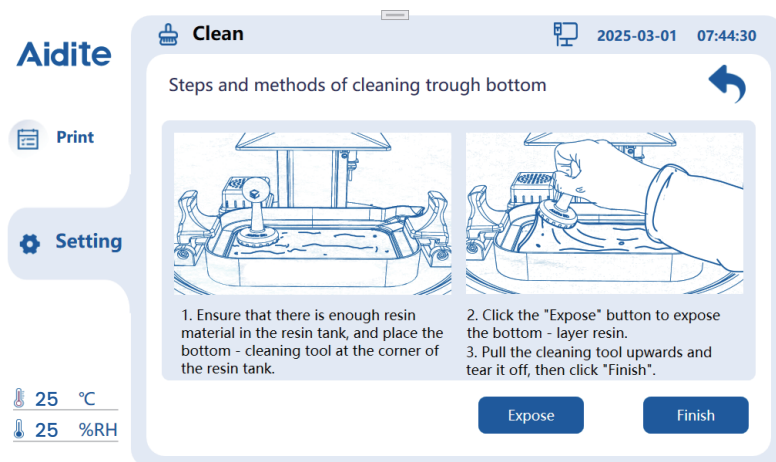 Aidite
Clean
2025-03-01 07:44:30
Steps and methods of cleaning trough bottom
Print
Setting
1. Ensure that there is enough resin
material in the resin tank, and place the
bottom - cleaning tool at the corner of
the resin tank.
2. Click the "Expose" button to expose
the bottom - layer resin.
3. Pull the cleaning tool upwards and
tear it off, then click "Finish".
25 ℃
25 %RH
Expose
Finish